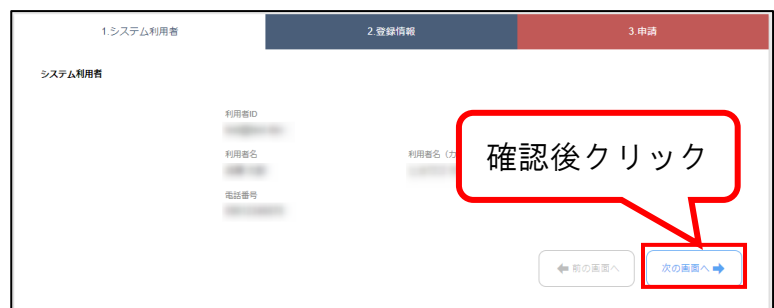 1.システム利用者
2.登録情報
3.申請
システム利用者
利用者ID
利用者名
利用者名（カ
電話番号
確認後クリック
前の画面へ
次の画面へ